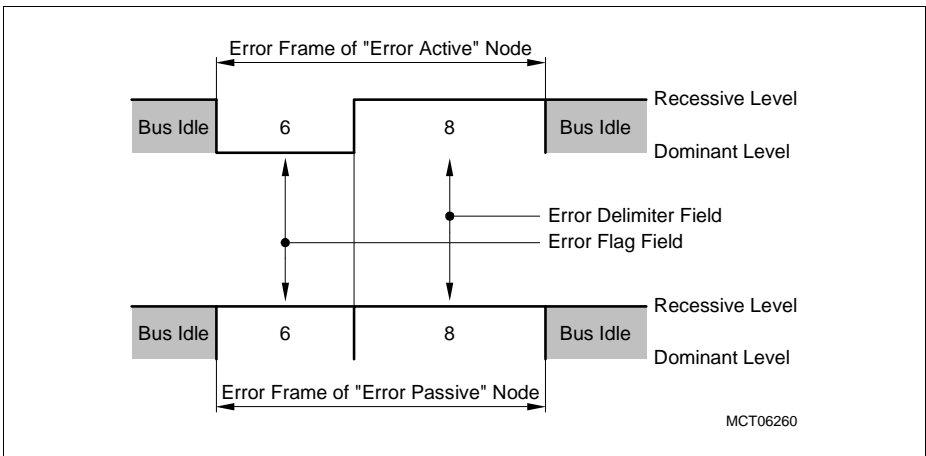 Error Frame of "Error Active" Node
Recessive Level
Bus Idle 6 8 Bus Idle
Dominant Level
Error Delimiter Field
Error Flag Field
Recessive Level
Bus Idle 6 8 Bus Idle
Dominant Level
Error Frame of "Error Passive" Node
MCT06260